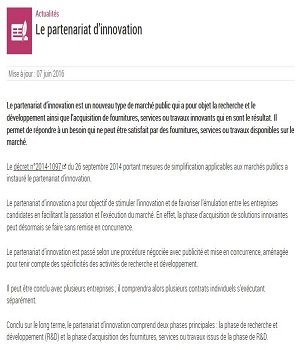 Actualités
Le partenariat d'innovation
Mise à jour : 07 juin 2016
Le partenariat d'innovation est un nouveau type de marché public qui a pour objet la recherche et le
développement ainsi que l'acquisition de fournitures, services ou travaux innovants qui en sont le résultat. Il
permet de répondre à un besoin qui ne peut être satisfait par des fournitures, services ou travaux disponibles sur le
marché.
Le décret n°2014-1097 du 26 septembre 2014 portant mesures de simplification applicables aux marchés publics a
instauré le partenariat d'innovation.
Le partenariat d'innovation a pour objectif de stimuler l'innovation et de favoriser l'émulation entre les entreprises
candidates en facilitant la passation et l'exécution du marché. En effet, la phase d'acquisition de solutions innovantes
peut désormais se faire sans remise en concurrence.
Le partenariat d'innovation est passé selon une procédure négociée avec publicité et mise en concurrence, aménagée
pour tenir compte des spécificités des activités de recherche et développement.
Il peut être conclu avec plusieurs entreprises ; il comprendra alors plusieurs contrats individuels s'exécutant
séparément.
Conclu sur le long terme, le partenariat d'innovation comprend deux phases principales : la phase de recherche et
développement (R&D) et la phase d'acquisition des fournitures, services ou travaux issus de la phase de R&D.